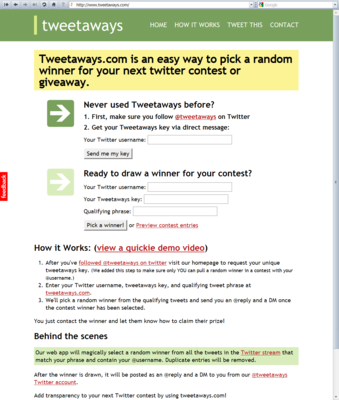 http://www.tweetaways.com/
Google
tweetaways
HOME HOW IT WORKS TWEET THIS CONTACT
Tweetaways.com is an easy way to pick a random
winner for your next twitter contest or
giveaway.
Never used Tweetaways before?
1. First, make sure you follow @tweetaways on Twitter
2. Get your Tweetaways key via direct message:
Your Twitter username:
Send me my key
feedback
Ready to draw a winner for your contest?
Your Twitter username:
Your Tweetaways key:
Qualifying phrase:
Pick a winner! or Preview contest entries
How it Works: (view a quickie demo video)
1. After you've followed @tweetaways on twitter visit our homepage to request your unique
tweetaways key. (We added this step to make sure only YOU can pull a random winner in a contest with your
@username.)
2. Enter your Twitter username, tweetaways key, and qualifying tweet phrase at
tweetaways.com.
3. We'll pick a random winner from the qualifying tweets and send you an @reply and a DM once
the contest winner has been selected.
You just contact the winner and let them know how to claim their prize!
Behind the scenes
Our web app will magically select a random winner from all the tweets in the Twitter stream that
match your phrase and contain your @username. Duplicate entries will be removed.
After the winner is drawn, it will be posted as an @reply and a DM to you from our @tweetaways
Twitter account.
Add transparency to your next Twitter contest by using tweetaways.com!